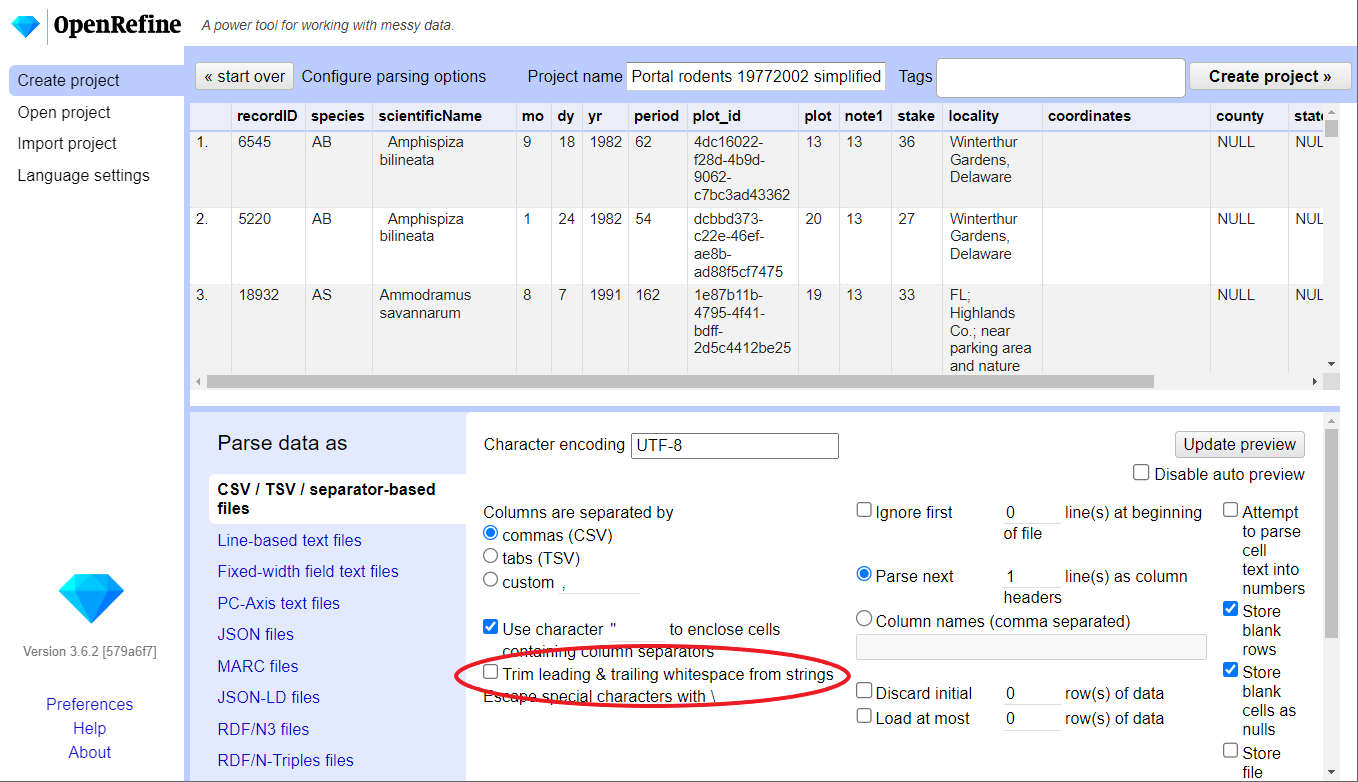 OpenRefine A power tool for working with messy data.
Create project
Open project
Import project
Language settings
« start over Configure parsing options Project name Portal rodents 19772002 simplified Tags Create project »
recordID species scientificName mo dy yr period plot_id plot note1 stake locality coordinates county state
1. 6545 AB Amphispiza 9 18 1982 62 4dc16022- 13 13 36 Winterthur NULL NUL
bilineata f28d-4b9d- Gardens,
9062- Delaware
c7bc3ad43362
2. 5220 AB Amphispiza 1 24 1982 54 dcbbd373- 20 13 27 Winterthur NULL NUL
bilineata c22e-46ef- Gardens,
ae8b- Delaware
ad88f5cf7475
3. 18932 AS Ammodramus 8 7 1991 162 1e87b11b- 19 13 33 FL; NULL NUL
savannarum 4795-4f41- Highlands
bdff- Co.; near
2d5c4412be25 parking area
and nature
Parse data as
CSV / TSV / separator-based
files
Line-based text files
Fixed-width field text files
PC-Axis text files
JSON files
MARC files
JSON-LD files
RDF/N3 files
RDF/N-Triples files
Character encoding UTF-8
Update preview
Disable auto preview
Columns are separated by
commas (CSV)
tabs (TSV)
custom ,
Use character " to enclose cells
containing column separators
Trim leading & trailing whitespace from strings
Escape special characters with \
Ignore first 0 line(s) at beginning
of file
Parse next 1 line(s) as column
headers
Column names (comma separated)
Discard initial 0 row(s) of data
Load at most 0 row(s) of data
Attempt
to parse
cell
text into
numbers
Store
blank
rows
Store
blank
cells as
nulls
Store
file
Version 3.6.2 [579a6f7]
Preferences
Help
About